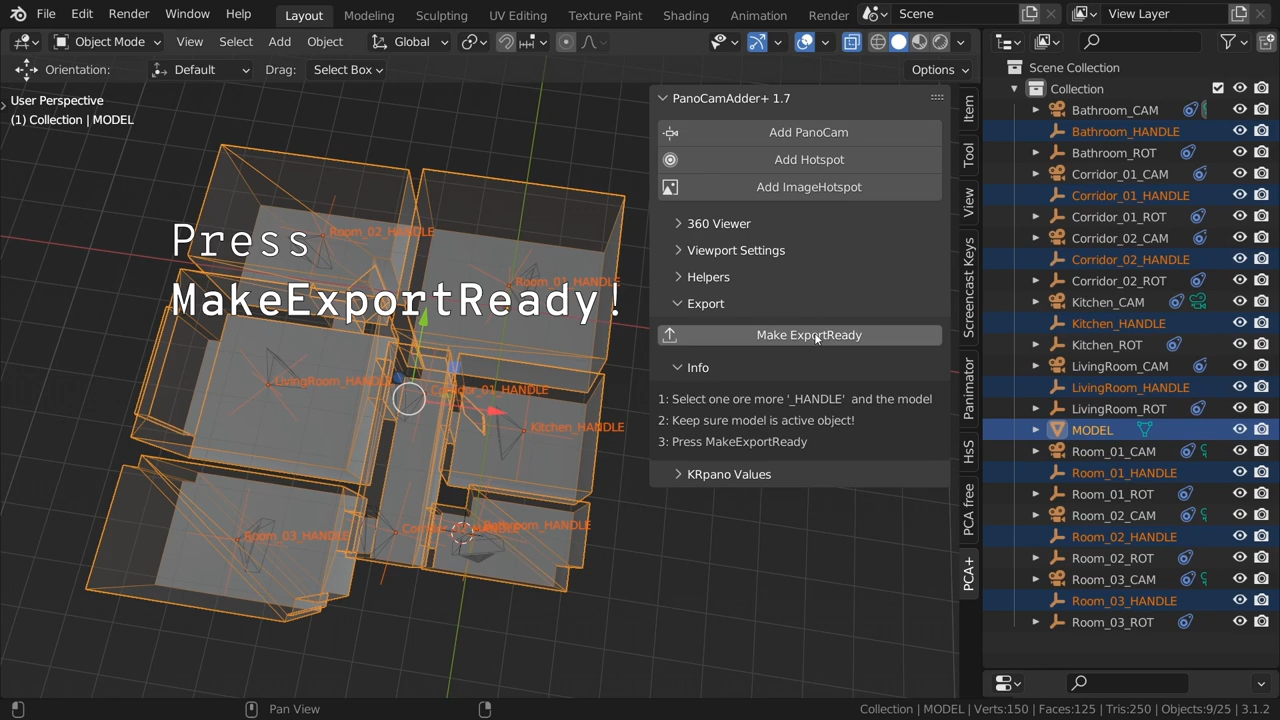 File Edit Render Window Help Layout Modeling Sculpting UV Editing Texture Paint Shading Animation Render Scene View Layer
Object Mode View Select Add Object Global
Orientation: Default Drag: Select Box Options
User Perspective
(1) Collection | MODEL
Press
MakeExportReady!
Room_02_HANDLE
Room_01_HANDLE
LivingRoom_HANDLE
Corridor_01_HANDLE
Kitchen_HANDLE
Room_03_HANDLE
Bathroom_HANDLE
PanoCamAdder+ 1.7
Add PanoCam
Add Hotspot
Add ImageHotspot
360 Viewer
Viewport Settings
Helpers
Export
Make ExportReady
Info
1: Select one ore more '_HANDLE' and the model
2: Keep sure model is active object!
3: Press MakeExportReady
KRpano Values
Item
Tool
View
Screencast Keys
Panimator
HsS
PCA free
PCA+
Scene Collection
Collection
Bathroom_CAM
Bathroom_HANDLE
Bathroom_ROT
Corridor_01_CAM
Corridor_01_HANDLE
Corridor_01_ROT
Corridor_02_CAM
Corridor_02_HANDLE
Corridor_02_ROT
Kitchen_CAM
Kitchen_HANDLE
Kitchen_ROT
LivingRoom_CAM
LivingRoom_HANDLE
LivingRoom_ROT
MODEL
Room_01_CAM
Room_01_HANDLE
Room_01_ROT
Room_02_CAM
Room_02_HANDLE
Room_02_ROT
Room_03_CAM
Room_03_HANDLE
Room_03_ROT
Pan View
Collection | MODEL | Verts:150 | Faces:125 | Tris:250 | Objects:9/25 | 3.1.2